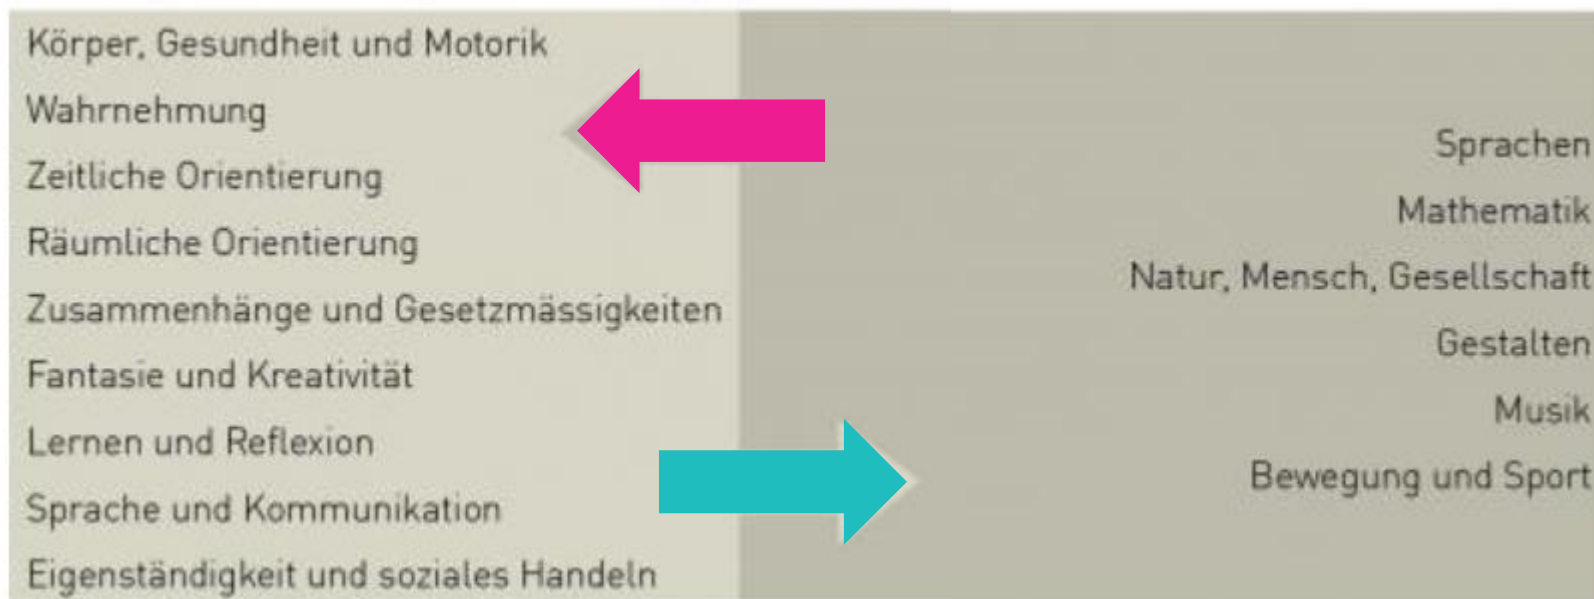 Körper, Gesundheit und Motorik
Wahrnehmung
Zeitliche Orientierung
Räumliche Orientierung
Zusammenhänge und Gesetzmässigkeiten
Fantasie und Kreativität
Lernen und Reflexion
Sprache und Kommunikation
Eigenständigkeit und soziales Handeln
Sprachen
Mathematik
Natur, Mensch, Gesellschaft
Gestalten
Musik
Bewegung und Sport